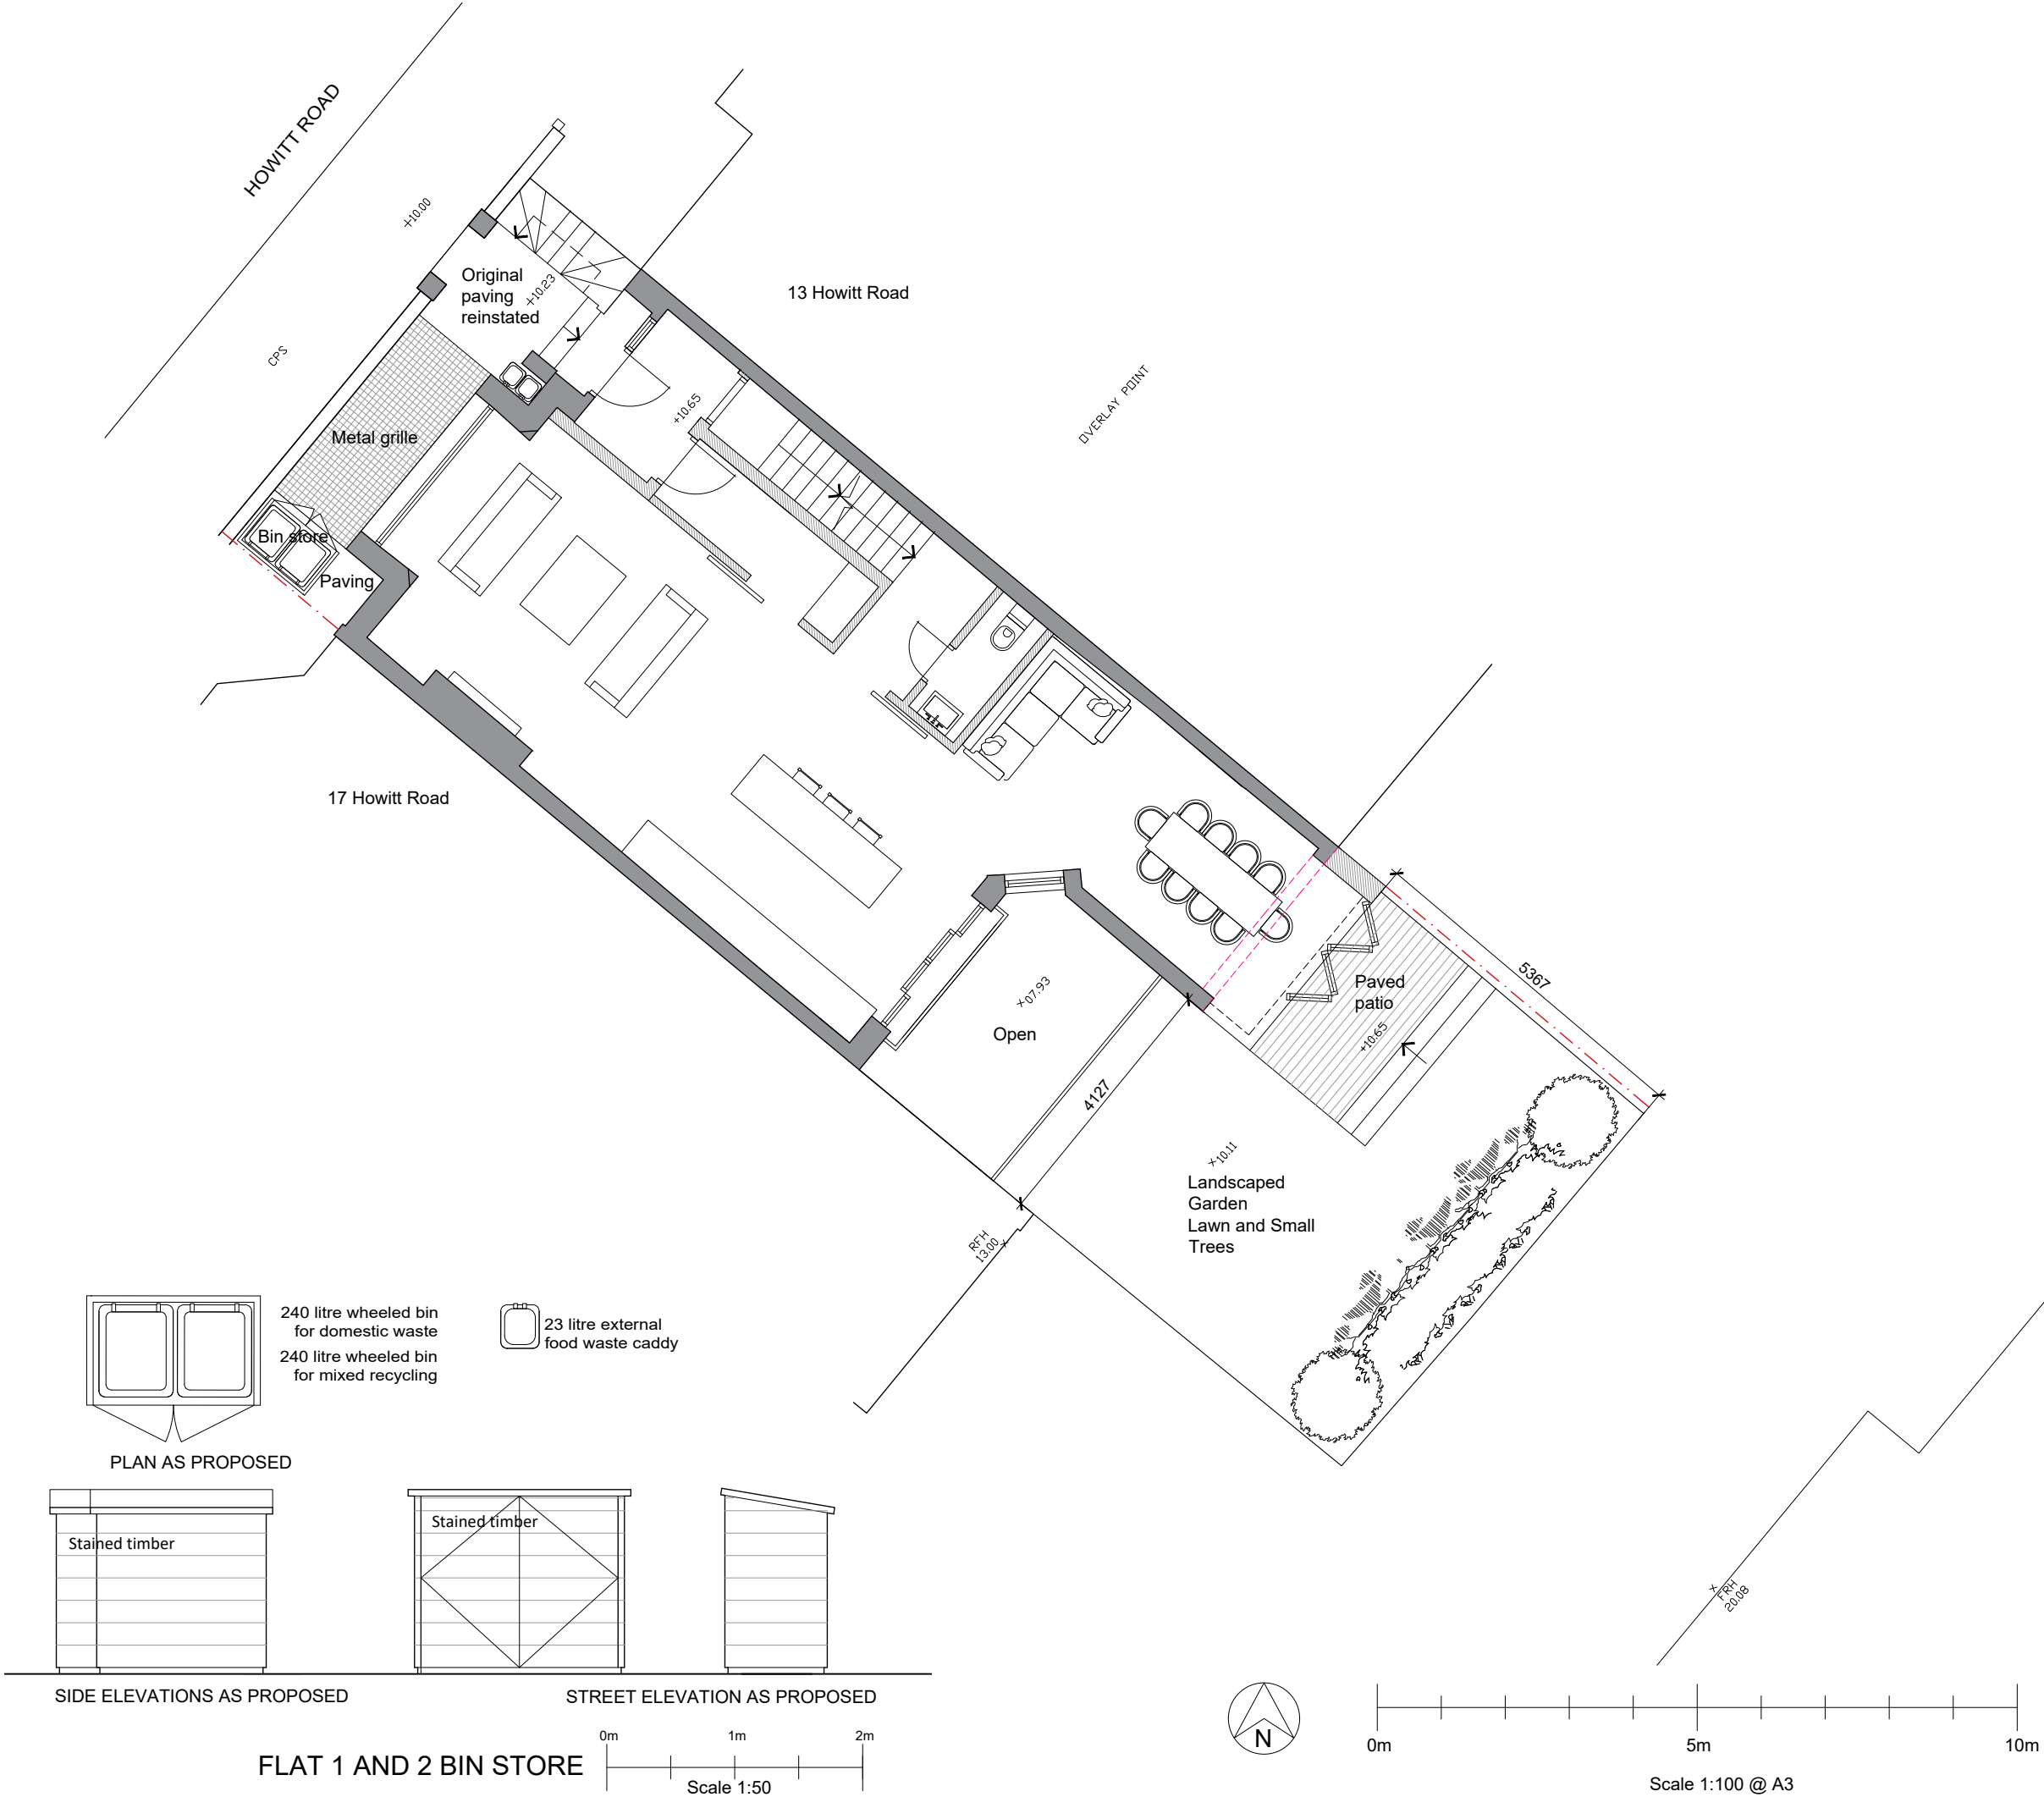 HOWITT ROAD
+10.00
Original
paving
reinstated
+10.23
13 Howitt Road
CPS
OVERLAY POINT
+10.65
Metal grille
Bin store
Paving
17 Howitt Road
5367
Paved
patio
+10.65
×07.93
Open
4127
×10.11
Landscaped
Garden
Lawn and Small
Trees
RFH
13.00
240 litre wheeled bin
for domestic waste
240 litre wheeled bin
for mixed recycling
23 litre external
food waste caddy
PLAN AS PROPOSED
Stained timber
Stained timber
FRH
20.08
SIDE ELEVATIONS AS PROPOSED
STREET ELEVATION AS PROPOSED
FLAT 1 AND 2 BIN STORE
0m 1m 2m
Scale 1:50
N
0m 5m 10m
Scale 1:100 @ A3